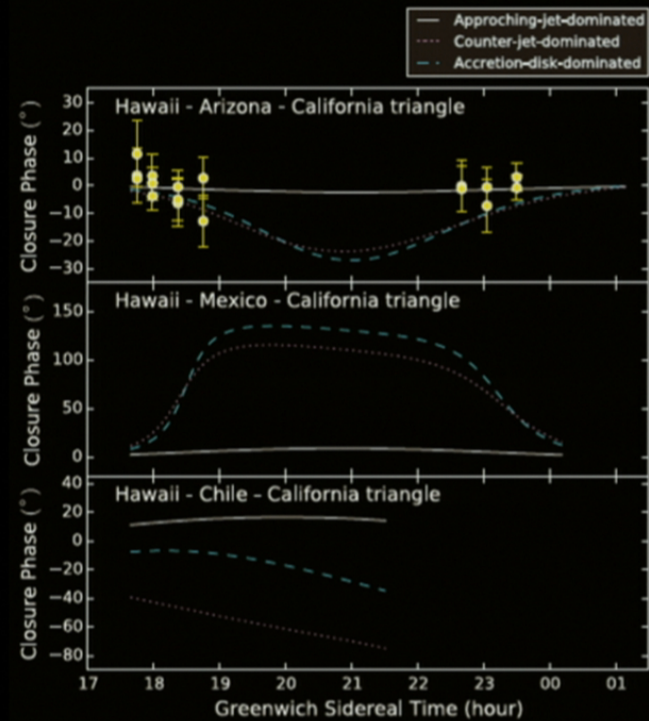 Approching-jet-dominated
Counter-jet-dominated
Accretion-disk-dominated
Hawaii - Arizona - California triangle
Closure Phase (°)
30
20
10
0
−10
−20
−30
Hawaii - Mexico - California triangle
Closure Phase (°)
150
100
50
0
Hawaii - Chile - California triangle
Closure Phase (°)
40
20
0
−20
−40
−60
−80
17 18 19 20 21 22 23 00 01
Greenwich Sidereal Time (hour)